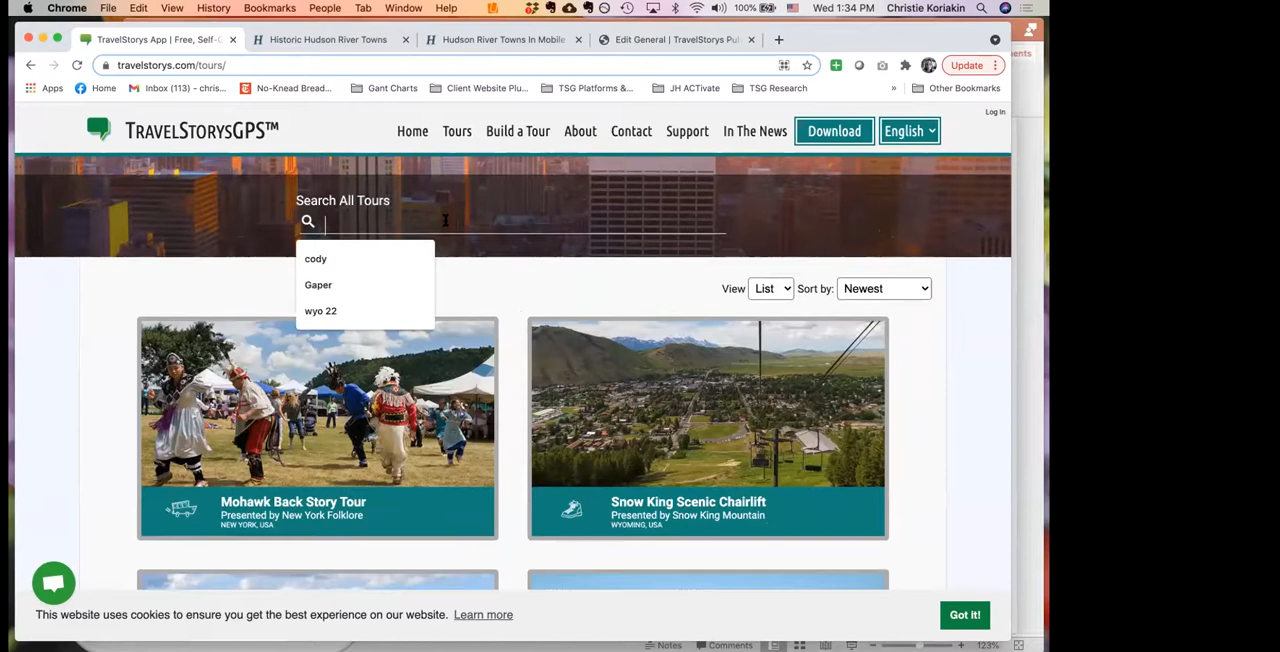 Chrome File Edit View History Bookmarks People Tab Window Help 100% Wed 1:34 PM Christie Koriakin
TravelStorys App | Free, Self-G Historic Hudson River Towns Hudson River Towns In Mobile Edit General | TravelStorys Pul
travelstorys.com/tours/ Update
ents
Apps Home Inbox (113) - chris... No-Knead Bread... Gant Charts Client Website Plu... TSG Platforms &... JH ACTivate TSG Research » Other Bookmarks
Log In
TRAVELSTORYSGPS™ Home Tours Build a Tour About Contact Support In The News Download English
Search All Tours
cody
Gaper
wyo 22
View List Sort by: Newest
Mohawk Back Story Tour
Presented by New York Folklore
NEW YORK, USA
Snow King Scenic Chairlift
Presented by Snow King Mountain
WYOMING, USA
This website uses cookies to ensure you get the best experience on our website. Learn more Got it!
Notes Comments 123%